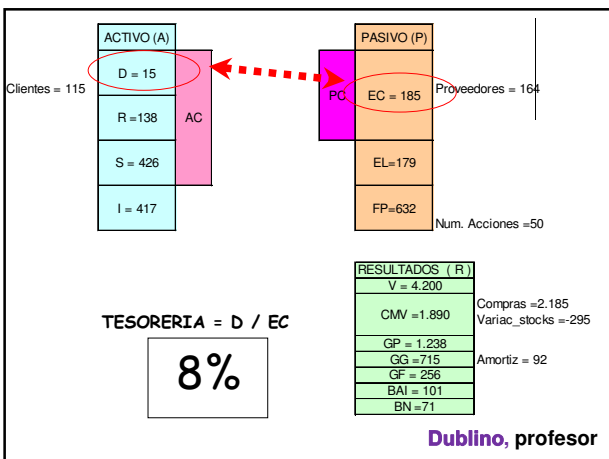 ACTIVO (A)
PASIVO (P)
Clientes = 115
D = 15
PC
EC = 185
Proveedores = 164
R =138
AC
S = 426
EL=179
I = 417
FP=632
Num. Acciones =50
RESULTADOS ( R )
V = 4.200
CMV =1.890
Compras =2.185
Variac_stocks =-295
TESORERIA = D / EC
8%
GP = 1.238
GG =715
Amortiz = 92
GF = 256
BAI = 101
BN =71
Dublino, profesor